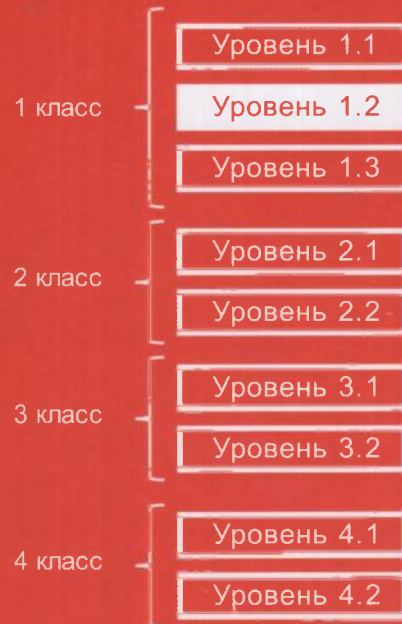 Уровень 1.1
1 класс
Уровень 1.2
Уровень 1.3
Уровень 2.1
2 класс
Уровень 2.2
Уровень 3.1
3 класс
Уровень 3.2
Уровень 4.1
4 класс
Уровень 4.2